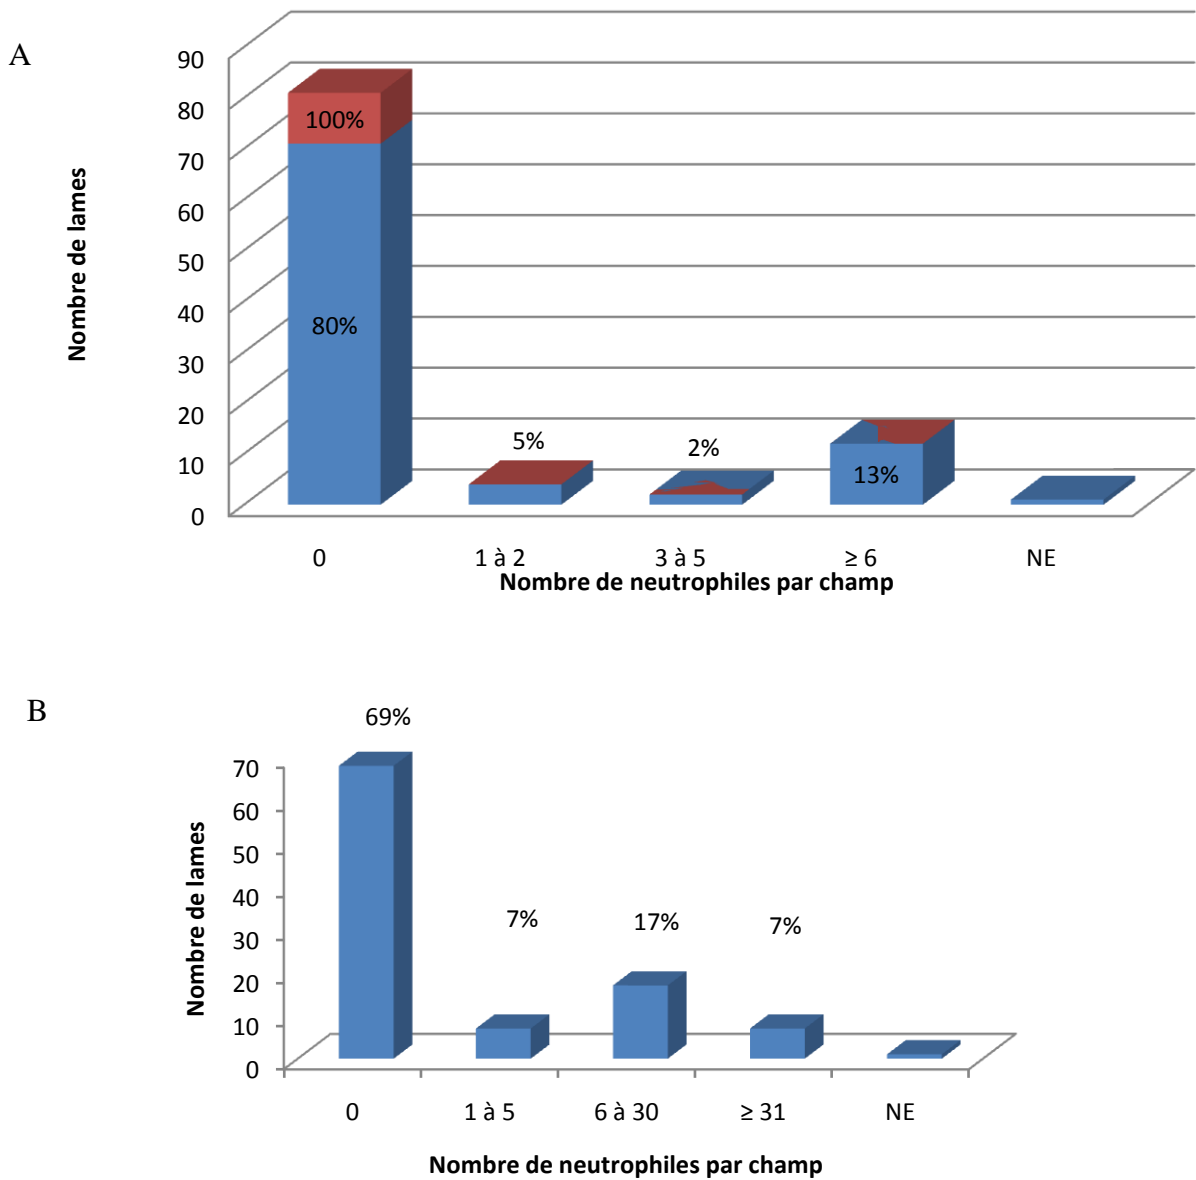 A
90
80
70
60
50
40
30
20
10
0
Nombre de lames
100%
80%
5%
2%
13%
0 1 à 2 3 à 5 ≥ 6 NE
Nombre de neutrophiles par champ
B
70
60
50
40
30
20
10
0
Nombre de lames
69%
7% 17% 7%
0 1 à 5 6 à 30 ≥ 31 NE
Nombre de neutrophiles par champ